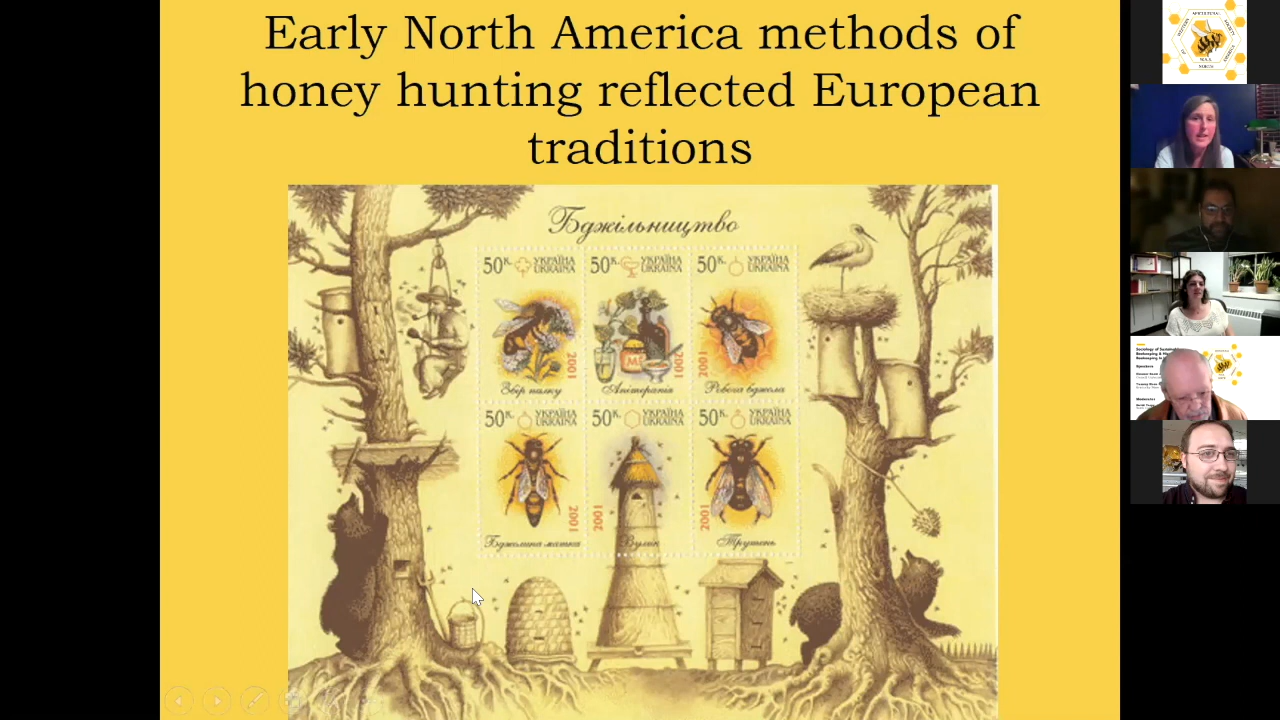 Early North America methods of
honey hunting reflected European
traditions
Бджільництво
50к. УКРАЇНА
UKRAINA
50к. УКРАЇНА
UKRAINA
50к. УКРАЇНА
UKRAINA
2001
2001
2001
Збір пилку
Апітерапія
Робоча бджола
50к. УКРАЇНА
UKRAINA
50к. УКРАЇНА
UKRAINA
50к. УКРАЇНА
UKRAINA
2001
2001
2001
Бджолина матка
Вулик
Трутень